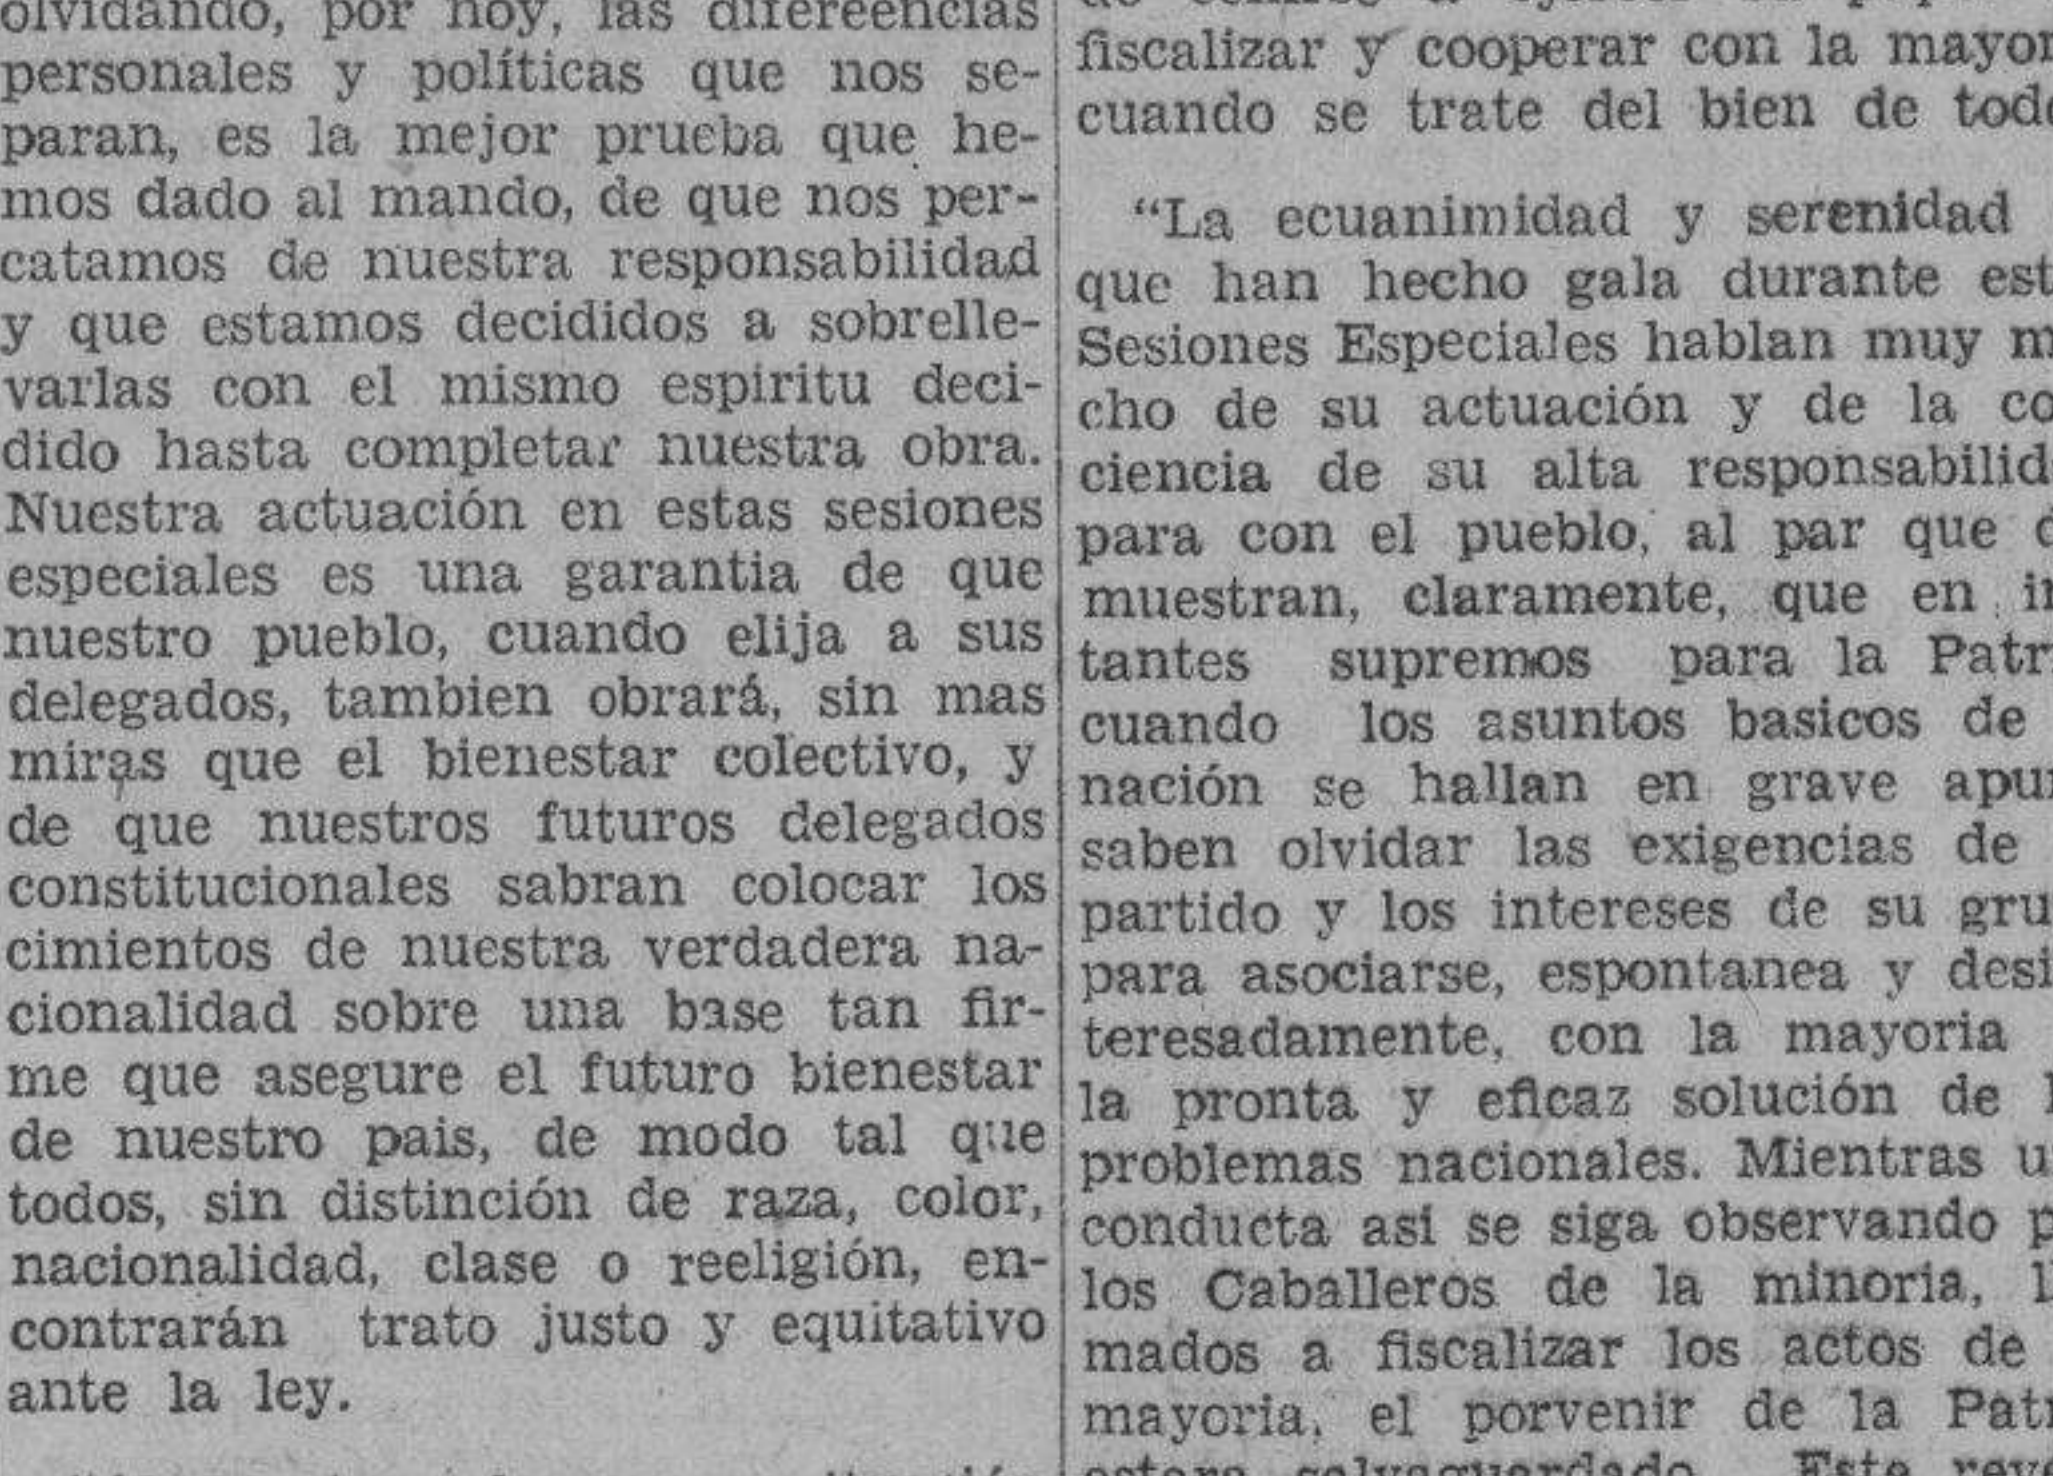 olvidando, por hoy, las difereencias
personales y políticas que nos se-
paran, es la mejor prueba que he-
mos dado al mando, de que nos per-
catamos de nuestra responsabilidad
y que estamos decididos a sobrelle-
varlas con el mismo espiritu deci-
dido hasta completar nuestra obra.
Nuestra actuación en estas sesiones
especiales es una garantia de que
nuestro pueblo, cuando elija a sus
delegados, tambien obrará, sin mas
miras que el bienestar colectivo, y
de que nuestros futuros delegados
constitucionales sabran colocar los
cimientos de nuestra verdadera na-
cionalidad sobre una base tan fir-
me que asegure el futuro bienestar
de nuestro pais, de modo tal que
todos, sin distinción de raza, color,
nacionalidad, clase o reeligión, en-
contrarán trato justo y equitativo
ante la ley.
fiscalizar y cooperar con la mayor
cuando se trate del bien de todo
“La ecuanimidad y serenidad
que han hecho gala durante est
Sesiones Especiales hablan muy m
cho de su actuación y de la co
ciencia de su alta responsabilid
para con el pueblo, al par que d
muestran, claramente, que en in
tantes supremos para la Patr
cuando los asuntos basicos de
nación se hallan en grave apur
saben olvidar las exigencias de
partido y los intereses de su gru
para asociarse, espontanea y desi
teresadamente, con la mayoria
la pronta y eficaz solución de l
problemas nacionales. Mientras u
conducta asi se siga observando p
los Caballeros de la minoria, ll
mados a fiscalizar los actos de
mayoria, el porvenir de la Patr